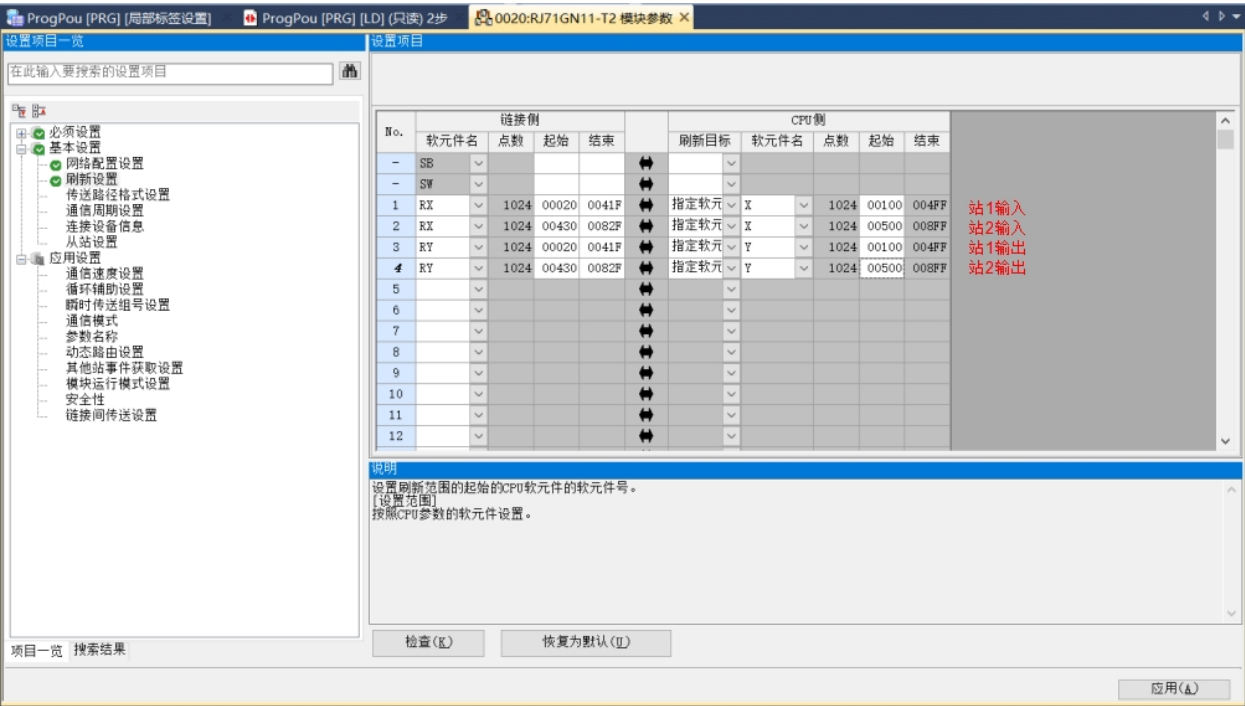 ProgPou [PRG] [局部标签设置] ProgPou [PRG] [LD] (只读) 2步 0020:RJ71GN11-T2 模块参数
设置项目一览
在此输入要搜索的设置项目
必须设置
基本设置
网络配置设置
刷新设置
传送路径格式设置
通信周期设置
连接设备信息
从站设置
应用设置
通信速度设置
循环辅助设置
瞬时传送组号设置
通信模式
参数名称
动态路由设置
其他站事件获取设置
模块运行模式设置
安全性
链接间传送设置
项目一览 搜索结果
设置项目
No. 链接侧 CPU侧
软元件名 点数 起始 结束 刷新目标 软元件名 点数 起始 结束
- SB
- SW
1 RX 1024 00020 0041F 指定软元 X 1024 00100 004FF 站1输入
2 RX 1024 00430 0082F 指定软元 X 1024 00500 008FF 站2输入
3 RY 1024 00020 0041F 指定软元 Y 1024 00100 004FF 站1输出
4 RY 1024 00430 0082F 指定软元 Y 1024 00500 008FF 站2输出
5
6
7
8
9
10
11
12
说明
设置刷新范围的起始的CPU软元件的软元件号。
[设置范围]
按照CPU参数的软元件设置。
检查(K) 恢复为默认(U)
应用(A)